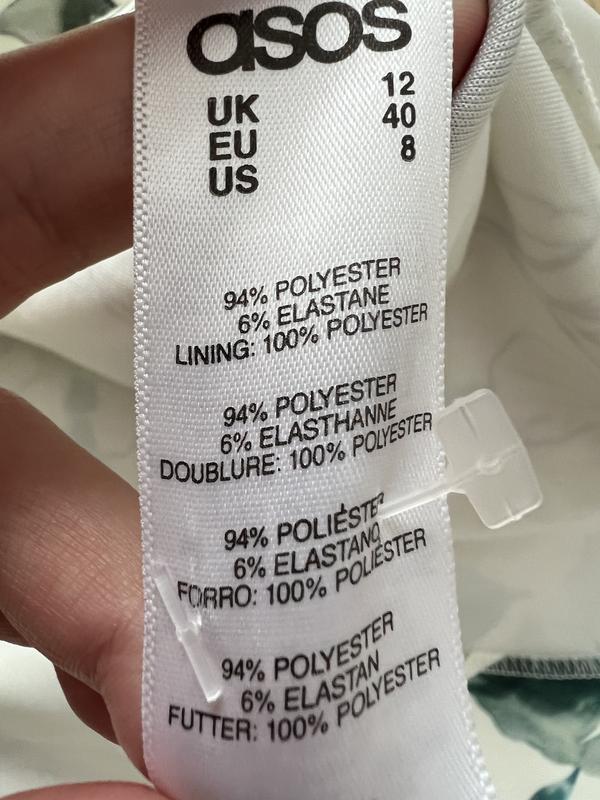 asos
UK 12
EU 40
US 8
94% POLYESTER
6% ELASTANE
LINING: 100% POLYESTER
94% POLYESTER
6% ELASTHANNE
DOUBLURE: 100% POLYESTER
94% POLIÉSTER
6% ELASTANO
FORRO: 100% POLIÉSTER
94% POLYESTER
6% ELASTAN
FUTTER: 100% POLYESTER